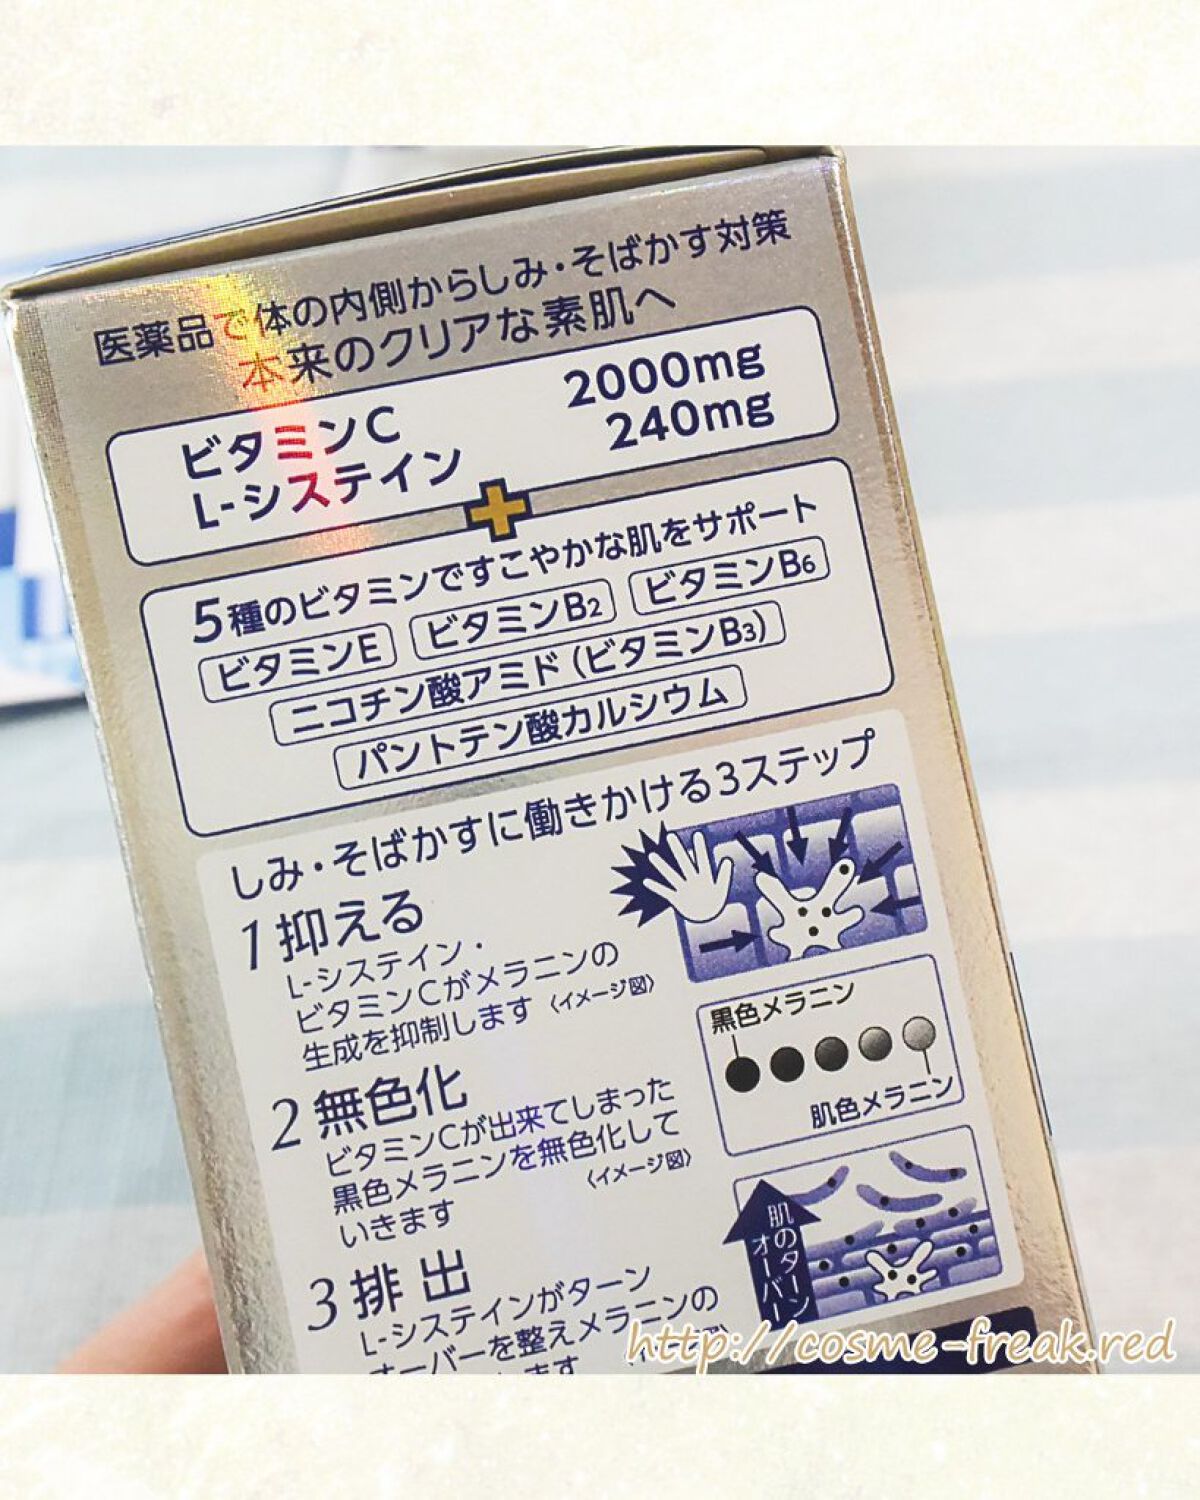 医薬品で体の内側からしみ・そばかす対策
本来のクリアな素肌へ
ビタミンC 2000mg
L-システイン 240mg
5種のビタミンですこやかな肌をサポート
ビタミンE ビタミンB2 ビタミンB6
ニコチン酸アミド(ビタミンB3)
パントテン酸カルシウム
しみ・そばかすに働きかける3ステップ
1 抑える
L-システイン・
ビタミンCがメラニンの
生成を抑制します 〈イメージ図〉
黒色メラニン
肌色メラニン
2 無色化
ビタミンCが出来てしまった
黒色メラニンを無色化して
いきます 〈イメージ図〉
3 排出
L-システインがターン
オーバーを整えメラニンの
ます
肌のターン
オーバー
http://cosme-freak.red